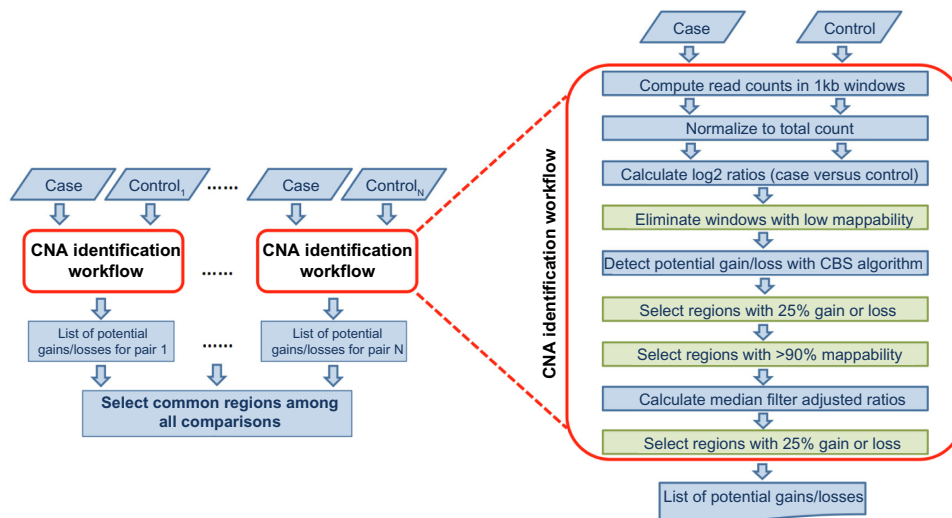 Case
Control1
......
Case
ControlN
CNA identification
workflow
......
CNA identification
workflow
List of potential
gains/losses for pair 1
......
List of potential
gains/losses for pair N
Select common regions among
all comparisons
CNA identification workflow
Case
Control
Compute read counts in 1kb windows
Normalize to total count
Calculate log2 ratios (case versus control)
Eliminate windows with low mappability
Detect potential gain/loss with CBS algorithm
Select regions with 25% gain or loss
Select regions with >90% mappability
Calculate median filter adjusted ratios
Select regions with 25% gain or loss
List of potential gains/losses